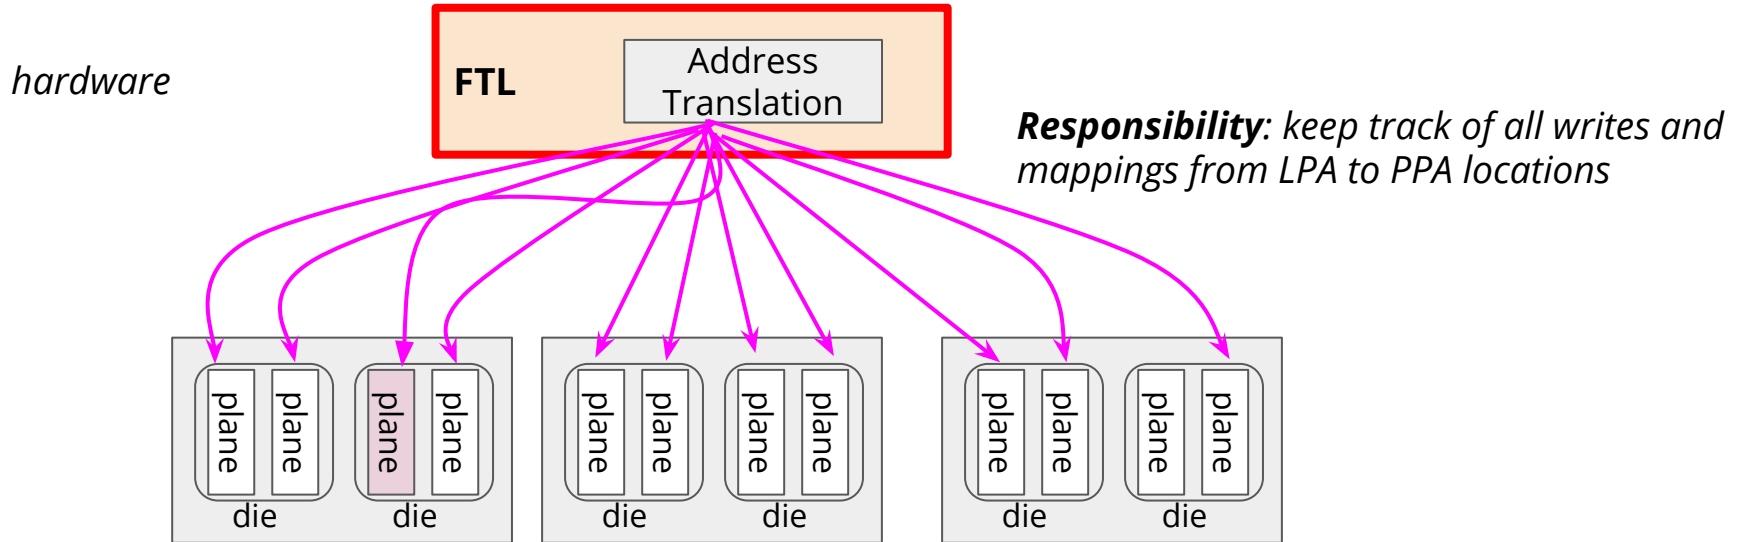 hardware
FTL
Address
Translation
Responsibility: keep track of all writes and
mappings from LPA to PPA locations
plane
plane
plane
plane
plane
plane
plane
plane
plane
plane
plane
plane
die
die
die
die
die
die